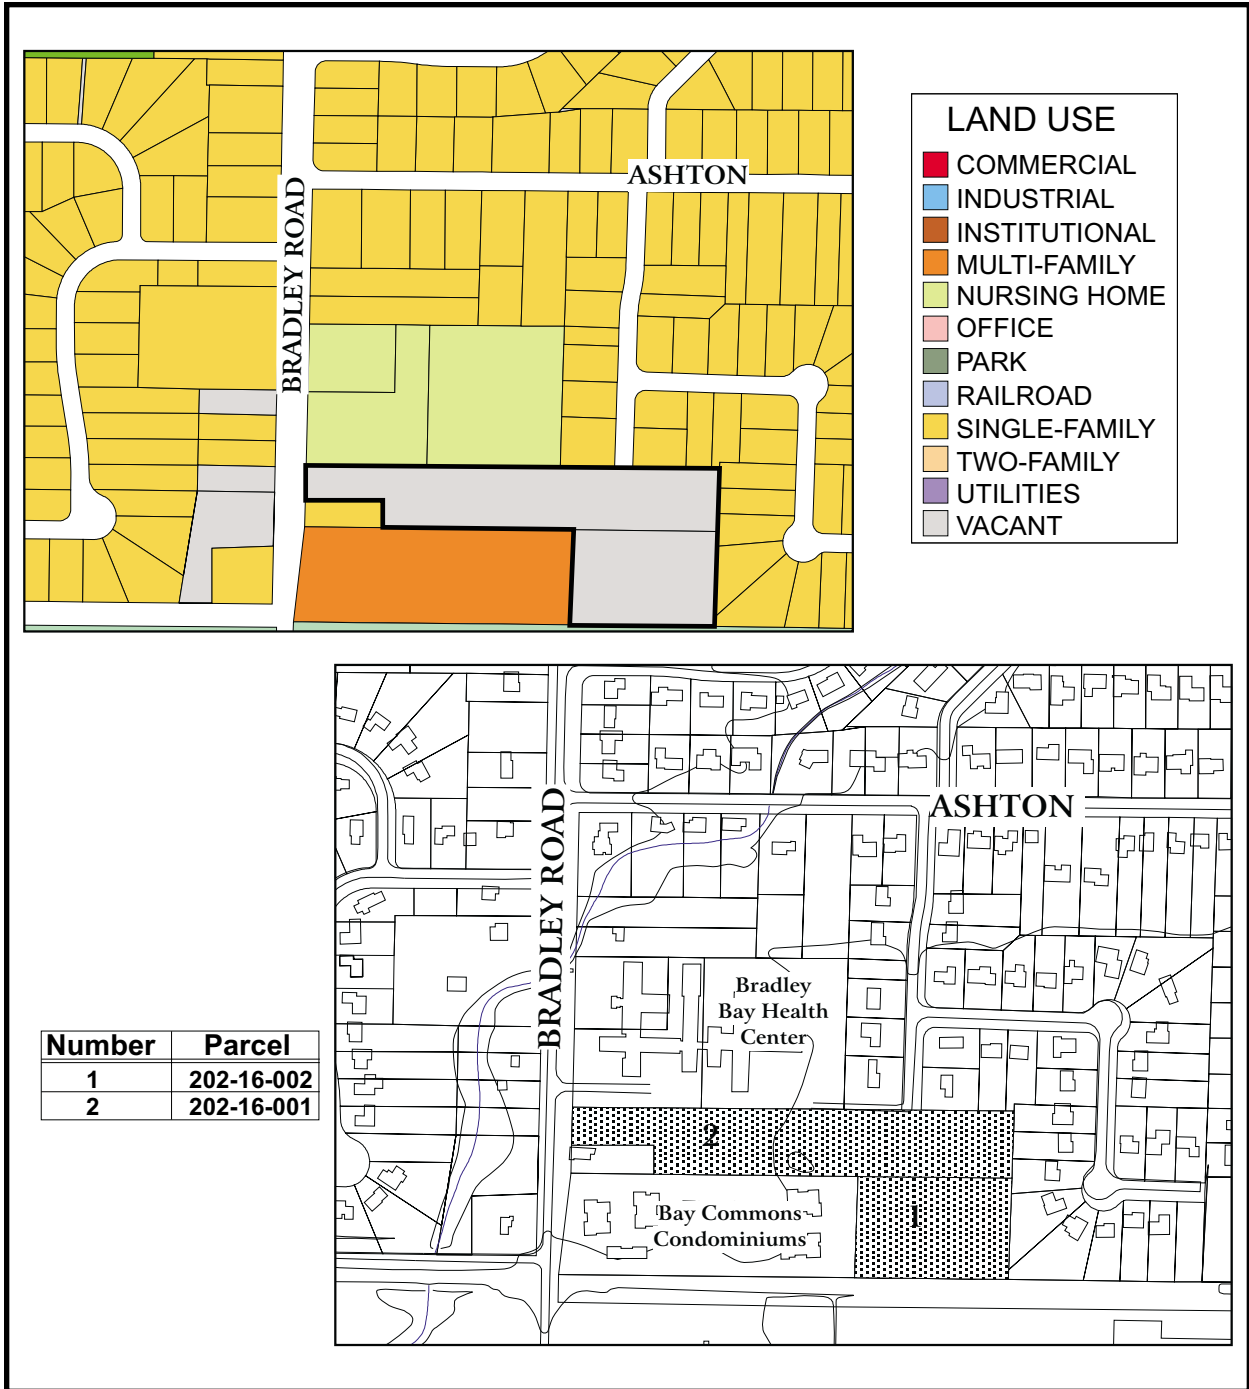 BRADLEY ROAD
ASHTON
LAND USE
COMMERCIAL
INDUSTRIAL
INSTITUTIONAL
MULTI-FAMILY
NURSING HOME
OFFICE
PARK
RAILROAD
SINGLE-FAMILY
TWO-FAMILY
UTILITIES
VACANT
BRADLEY ROAD
ASHTON
Bradley
Bay Health
Center
2
1
Bay Commons
Condominiums
Number Parcel
1 202-16-002
2 202-16-001